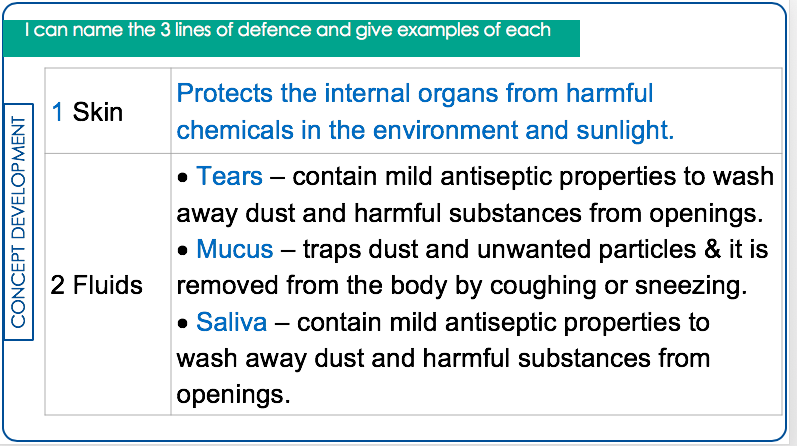 I can name the 3 lines of defence and give examples of each
CONCEPT DEVELOPMENT
1 Skin
Protects the internal organs from harmful
chemicals in the environment and sunlight.
2 Fluids
• Tears – contain mild antiseptic properties to wash
away dust and harmful substances from openings.
• Mucus – traps dust and unwanted particles & it is
removed from the body by coughing or sneezing.
• Saliva – contain mild antiseptic properties to
wash away dust and harmful substances from
openings.